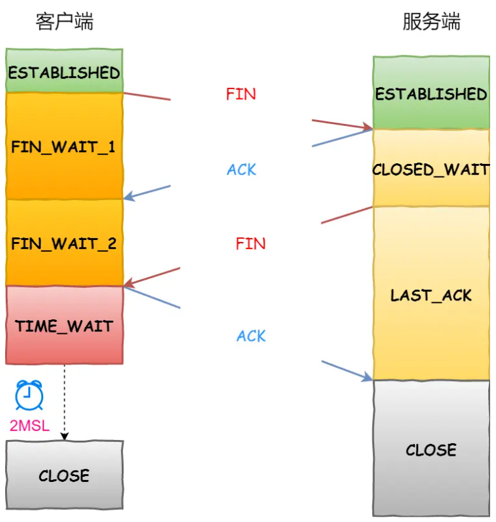 客户端
服务端
ESTABLISHED
FIN
ESTABLISHED
FIN_WAIT_1
ACK
CLOSED_WAIT
FIN_WAIT_2
FIN
LAST_ACK
TIME_WAIT
ACK
2MSL
CLOSE
CLOSE